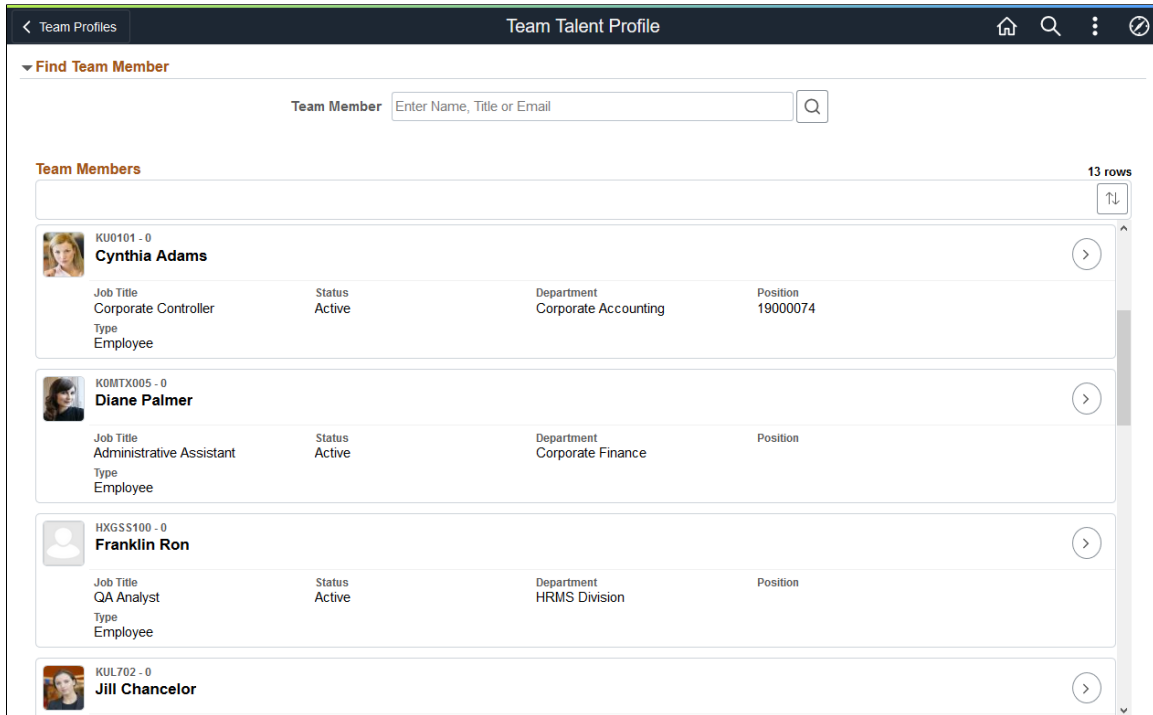 Team Profiles
Team Talent Profile
Find Team Member
Team Member Enter Name, Title or Email
Team Members
13 rows
KU0101 - 0
Cynthia Adams
Job Title Status Department Position
Corporate Controller Active Corporate Accounting 19000074
Type
Employee
K0MTX005 - 0
Diane Palmer
Job Title Status Department Position
Administrative Assistant Active Corporate Finance
Type
Employee
HXGSS100 - 0
Franklin Ron
Job Title Status Department Position
QA Analyst Active HRMS Division
Type
Employee
KUL702 - 0
Jill Chancelor